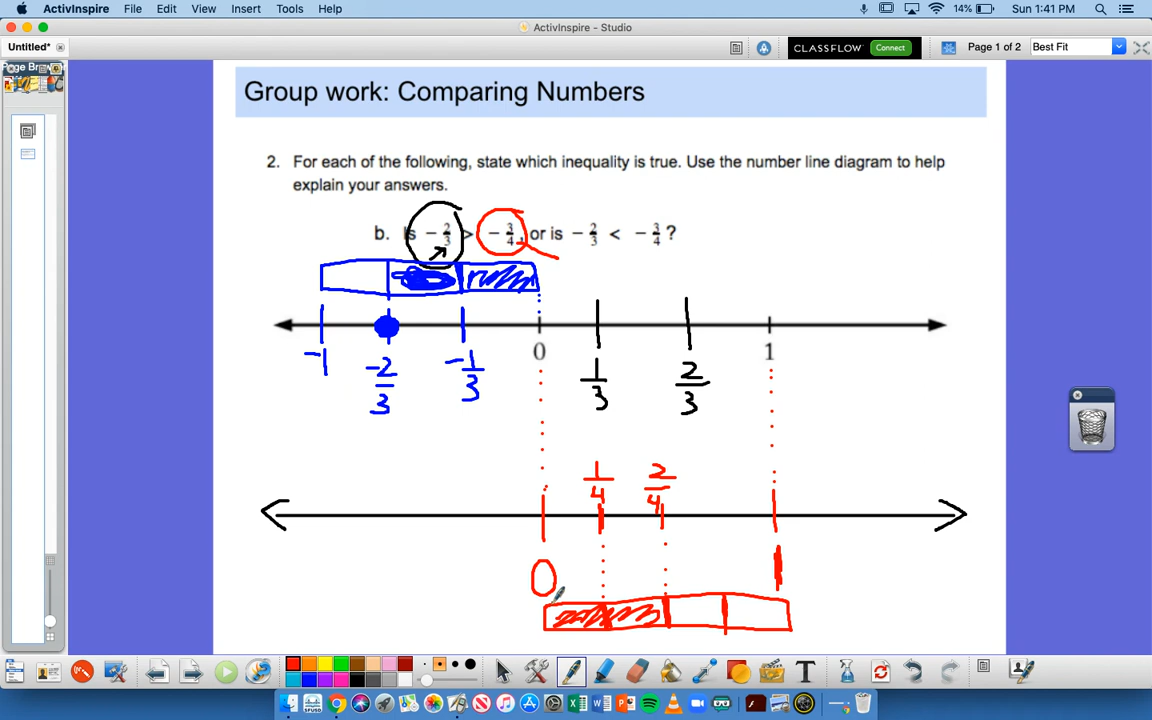 ActivInspire File Edit View Insert Tools Help 14% Sun 1:41 PM
ActivInspire - Studio
Untitled* CLASSFLOW Connect Page 1 of 2 Best Fit
Page Brow
Group work: Comparing Numbers
2. For each of the following, state which inequality is true. Use the number line diagram to help
explain your answers.
b. Is -2/3 > -3/4, or is -2/3 < -3/4?
0 1
-1 -2/3 -1/3 1/3 2/3
1/4 2/4
0 1